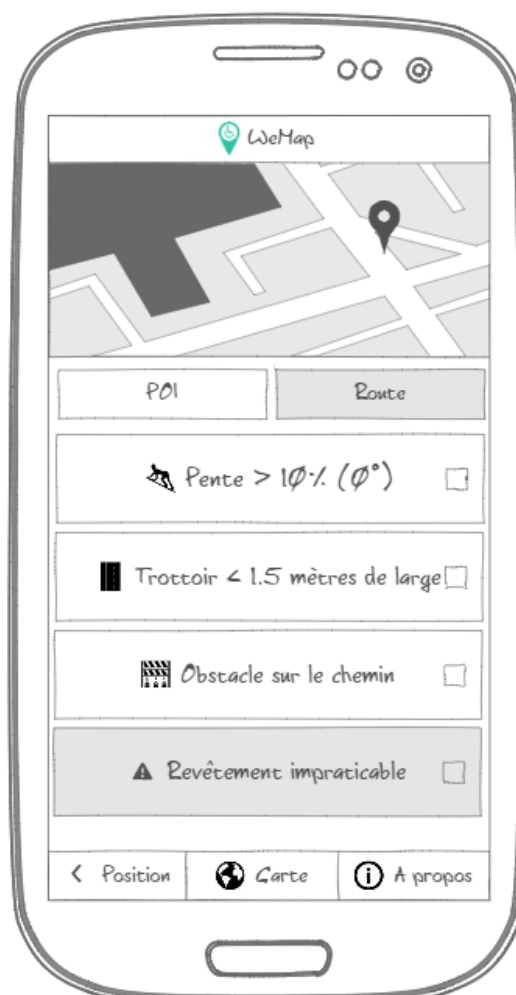 WeMap
POI
Route
Pente > 10% (0°)
Trottoir < 1.5 mètres de large
Obstacle sur le chemin
Revêtement impraticable
< Position
Carte
A propos